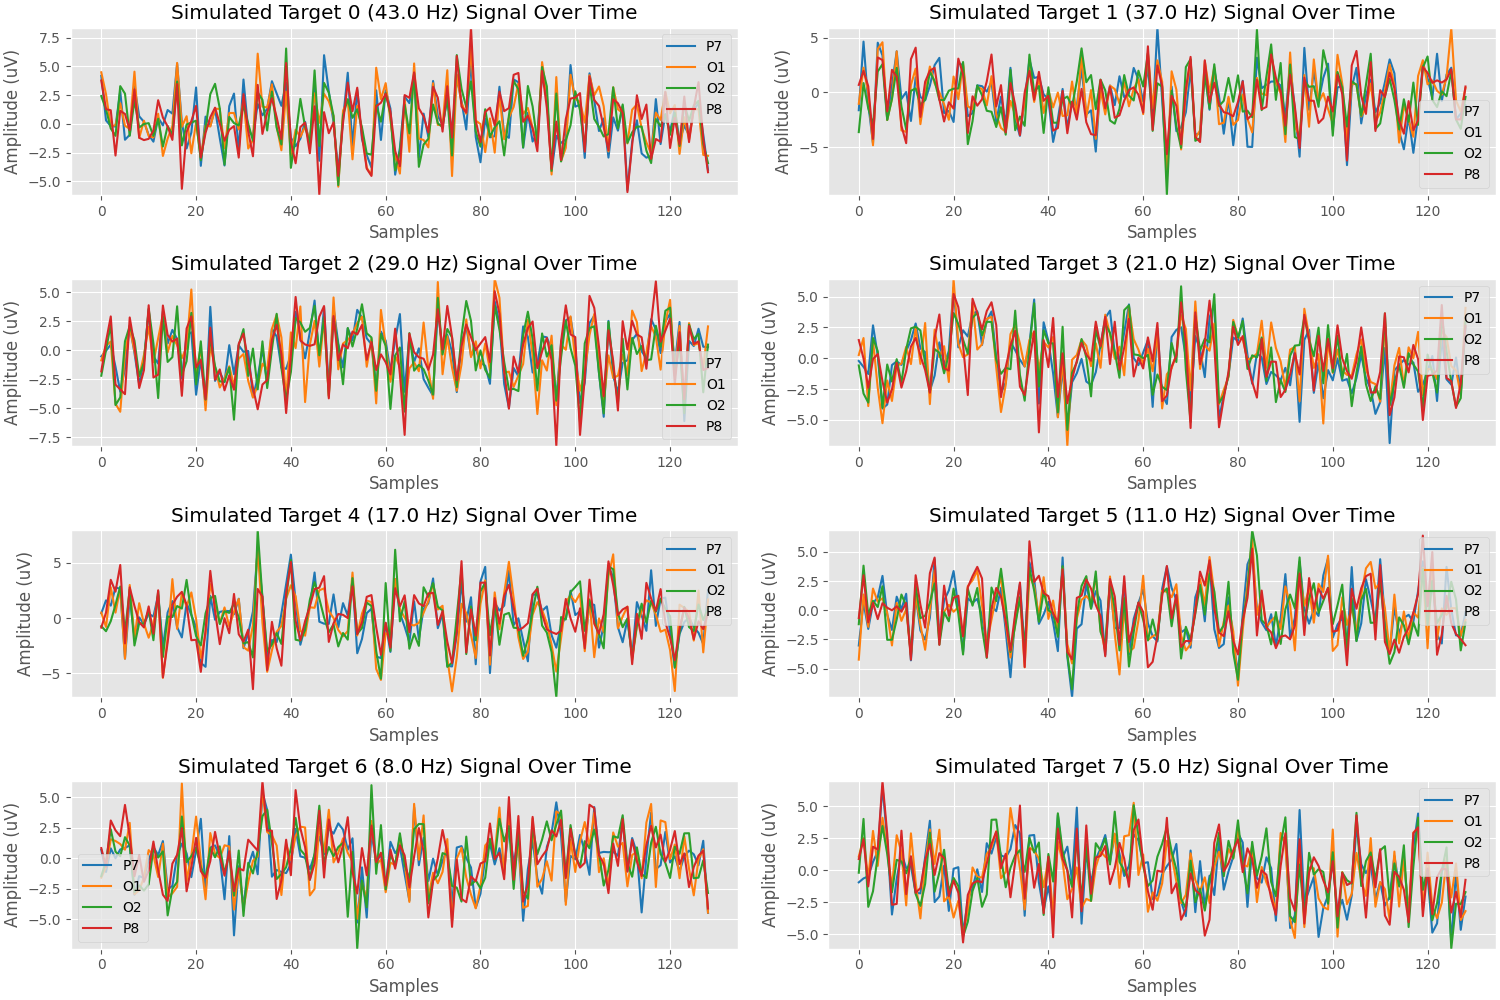 Simulated Target 0 (43.0 Hz) Signal Over Time
Amplitude (uV)
7.5
5.0
2.5
0.0
−2.5
−5.0
0 20 40 60 80 100 120
Samples
P7
O1
O2
P8
Simulated Target 1 (37.0 Hz) Signal Over Time
Amplitude (uV)
5
0
−5
0 20 40 60 80 100 120
Samples
P7
O1
O2
P8
Simulated Target 2 (29.0 Hz) Signal Over Time
Amplitude (uV)
5.0
2.5
0.0
−2.5
−5.0
−7.5
0 20 40 60 80 100 120
Samples
P7
O1
O2
P8
Simulated Target 3 (21.0 Hz) Signal Over Time
Amplitude (uV)
5.0
2.5
0.0
−2.5
−5.0
0 20 40 60 80 100 120
Samples
P7
O1
O2
P8
Simulated Target 4 (17.0 Hz) Signal Over Time
Amplitude (uV)
5
0
−5
0 20 40 60 80 100 120
Samples
P7
O1
O2
P8
Simulated Target 5 (11.0 Hz) Signal Over Time
Amplitude (uV)
5.0
2.5
0.0
−2.5
−5.0
0 20 40 60 80 100 120
Samples
P7
O1
O2
P8
Simulated Target 6 (8.0 Hz) Signal Over Time
Amplitude (uV)
5.0
2.5
0.0
−2.5
−5.0
0 20 40 60 80 100 120
Samples
P7
O1
O2
P8
Simulated Target 7 (5.0 Hz) Signal Over Time
Amplitude (uV)
5.0
2.5
0.0
−2.5
−5.0
0 20 40 60 80 100 120
Samples
P7
O1
O2
P8